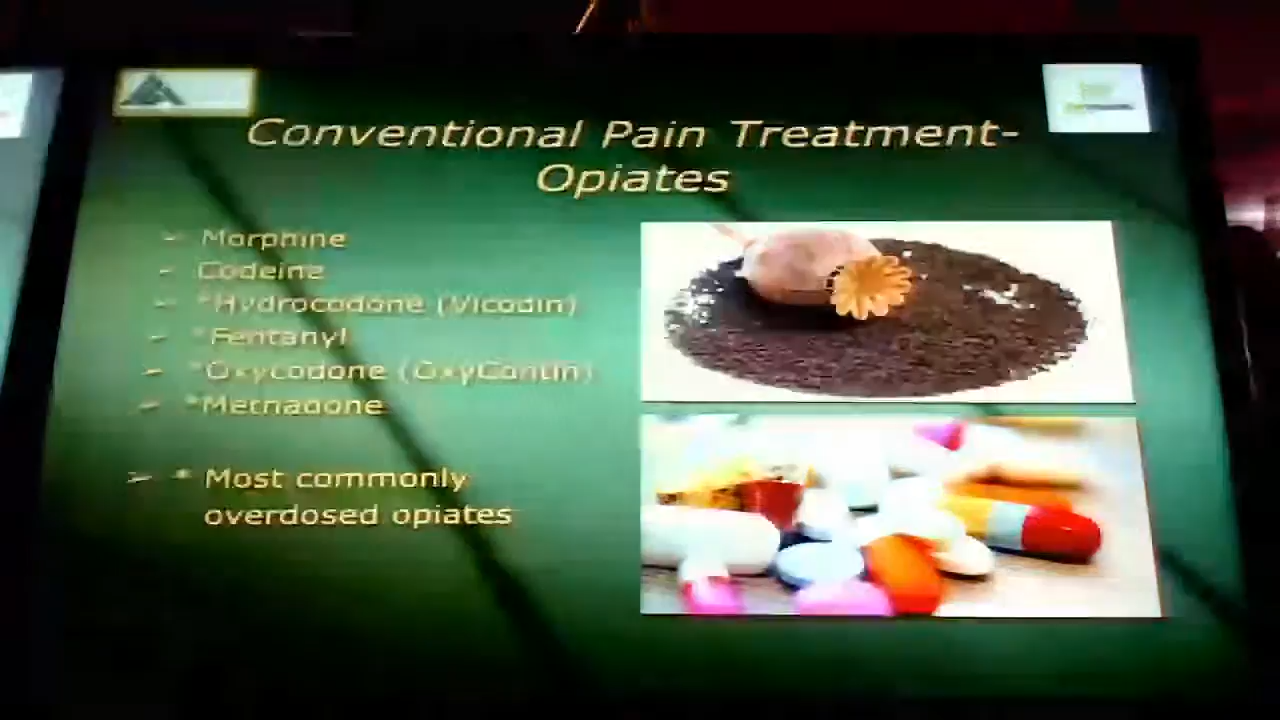 Conventional Pain Treatment-
Opiates
➢ Morphine
➢ Codeine
➢ *Hydrocodone (Vicodin)
➢ *Fentanyl
➢ *Oxycodone (OxyContin)
➢ *Methadone
➢ * Most commonly
overdosed opiates